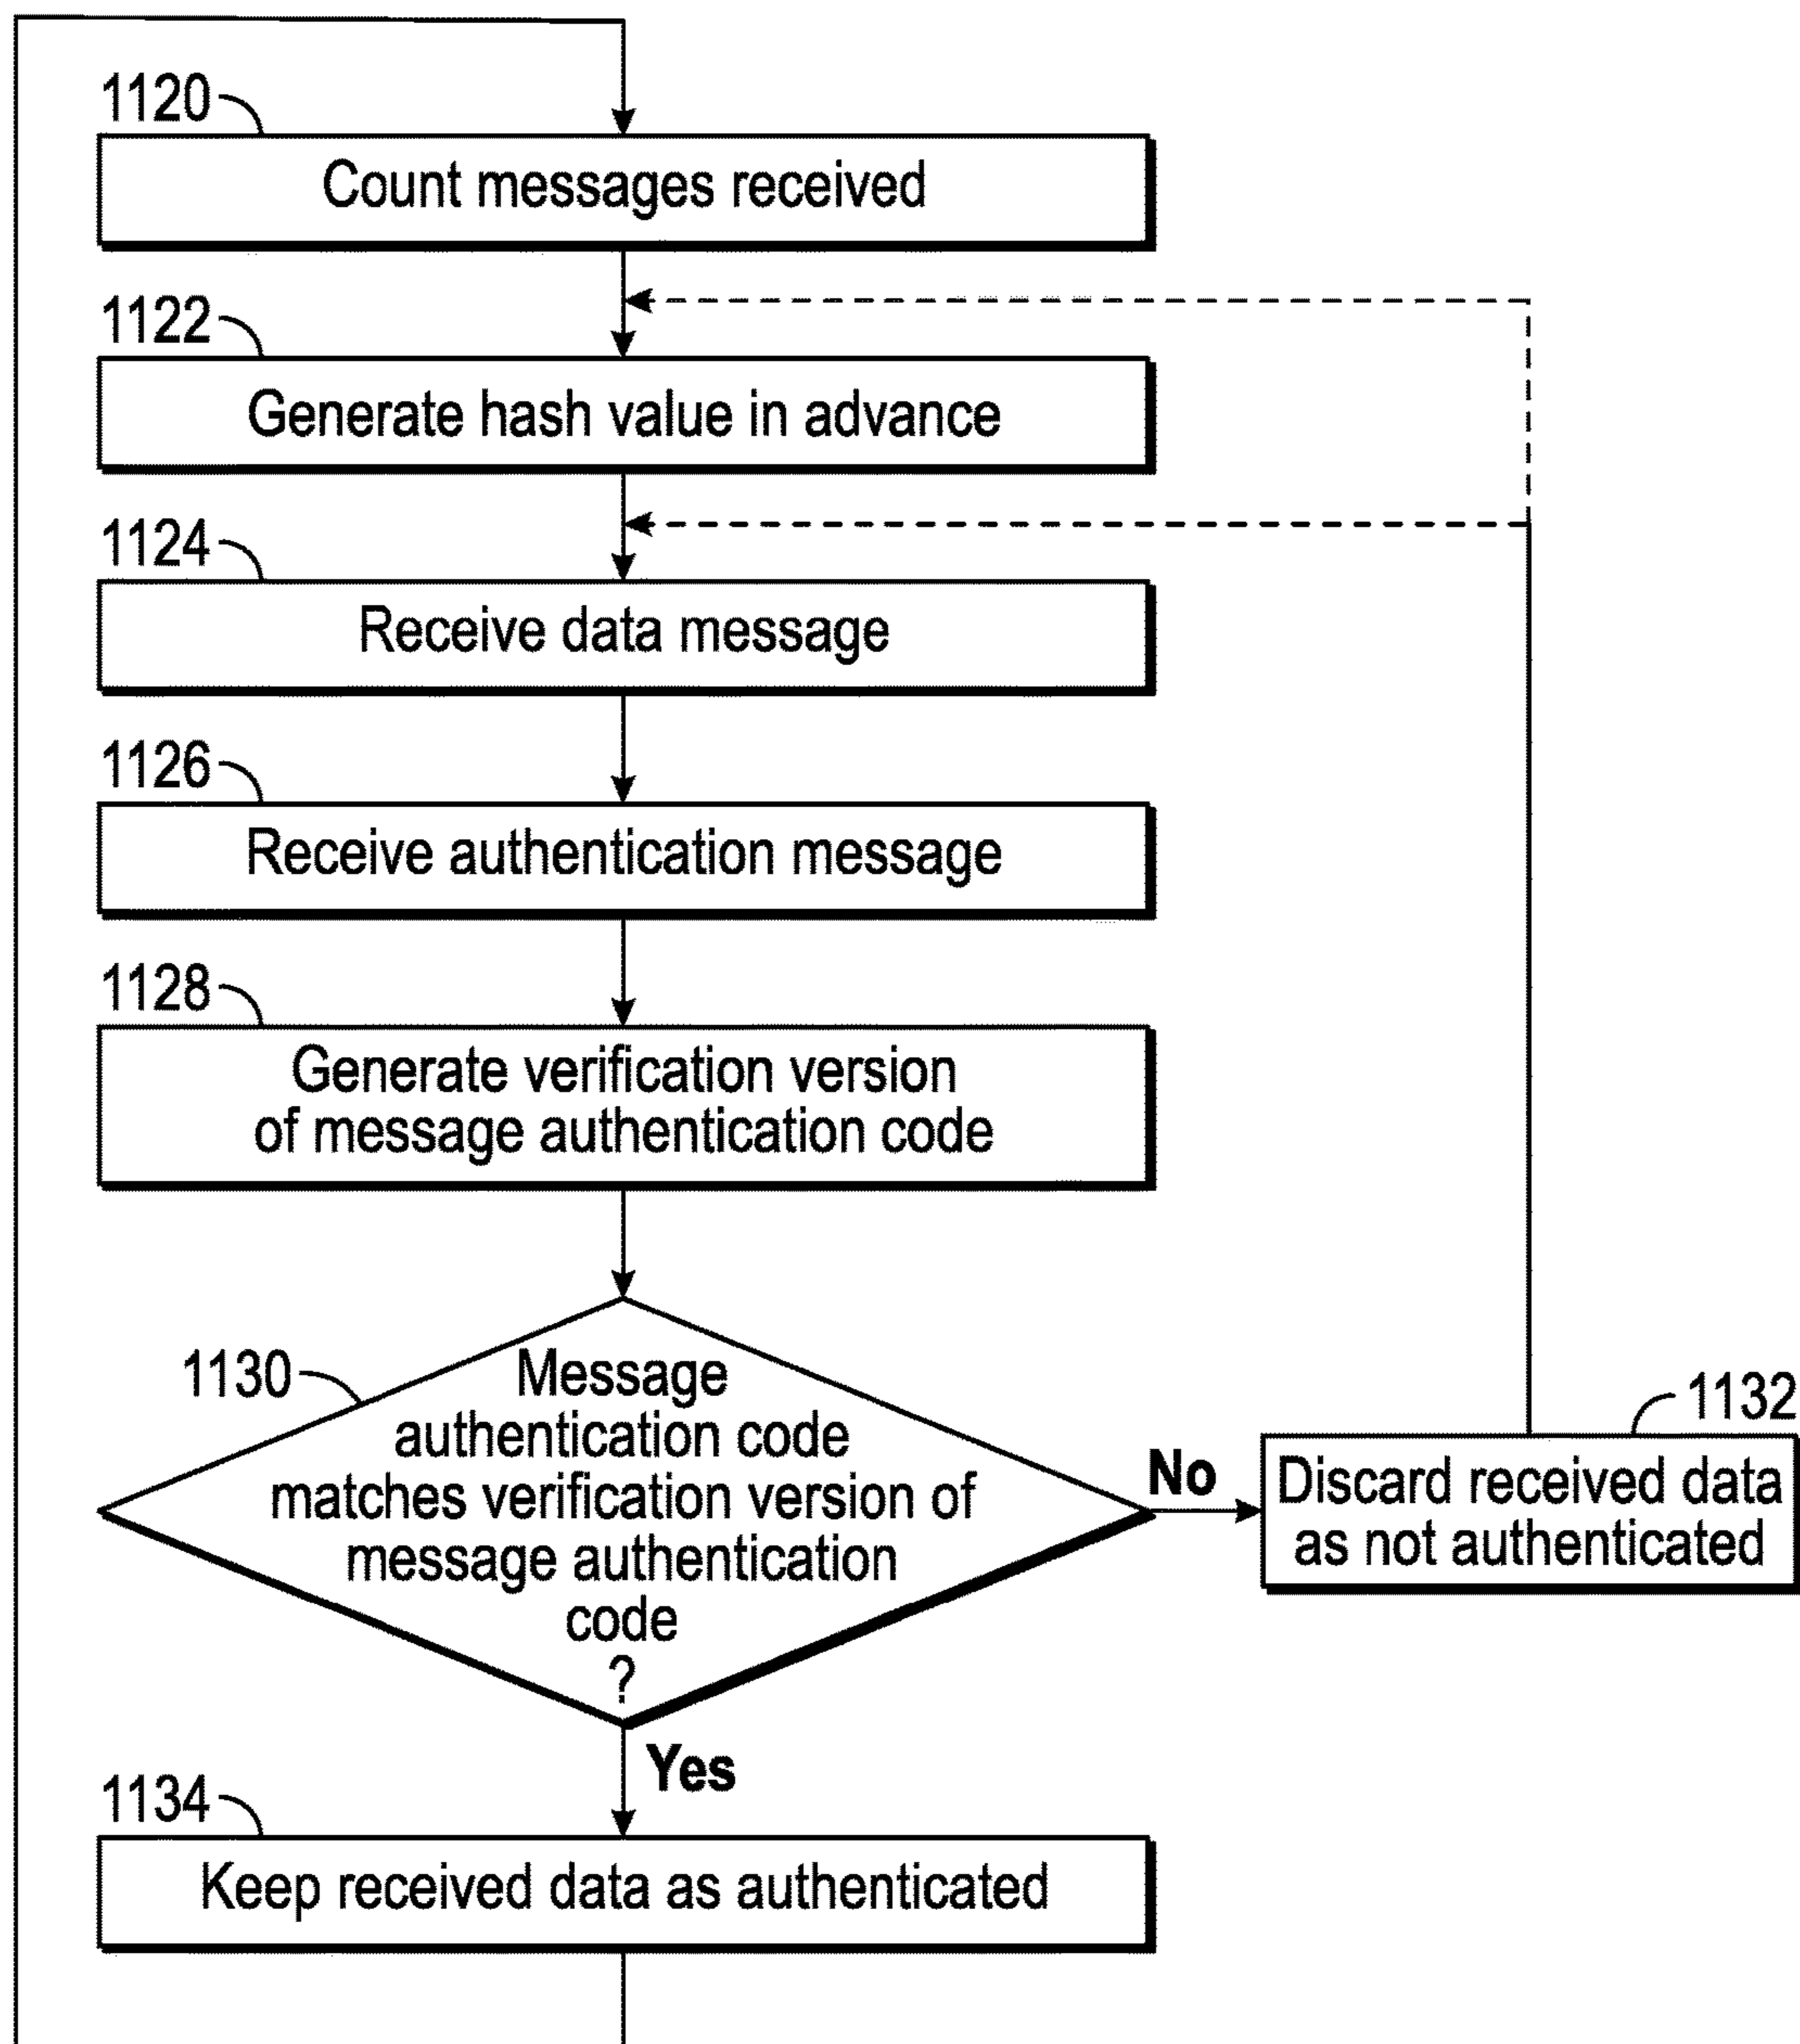 1120
Count messages received
1122
Generate hash value in advance
1124
Receive data message
1126
Receive authentication message
1128
Generate verification version
of message authentication code
1130
Message
authentication code
matches verification version of
message authentication
code
?
No
1132
Discard received data
as not authenticated
Yes
1134
Keep received data as authenticated